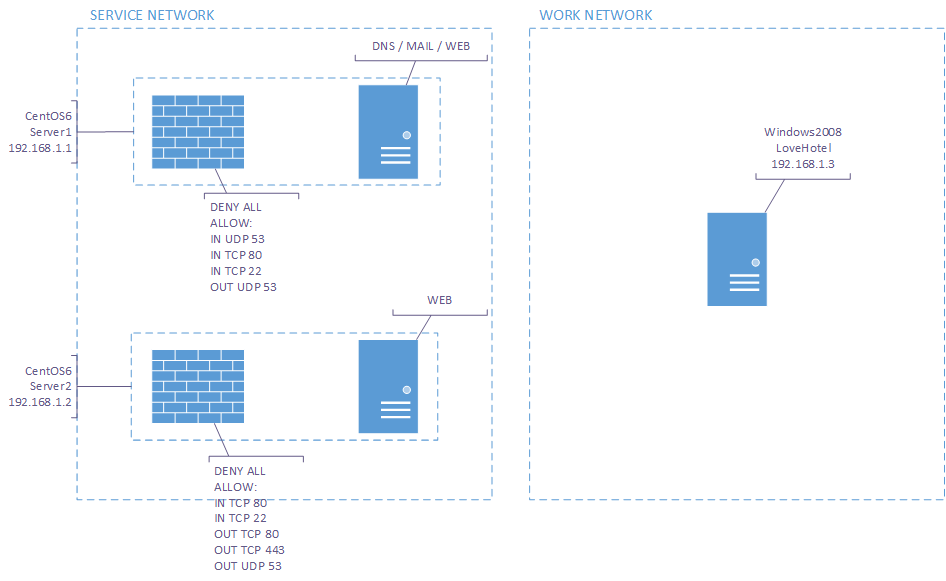 SERVICE NETWORK
WORK NETWORK
DNS / MAIL / WEB
CentOS6
Server1
192.168.1.1
DENY ALL
ALLOW:
IN UDP 53
IN TCP 80
IN TCP 22
OUT UDP 53
Windows2008
LoveHotel
192.168.1.3
WEB
CentOS6
Server2
192.168.1.2
DENY ALL
ALLOW:
IN TCP 80
IN TCP 22
OUT TCP 80
OUT TCP 443
OUT UDP 53